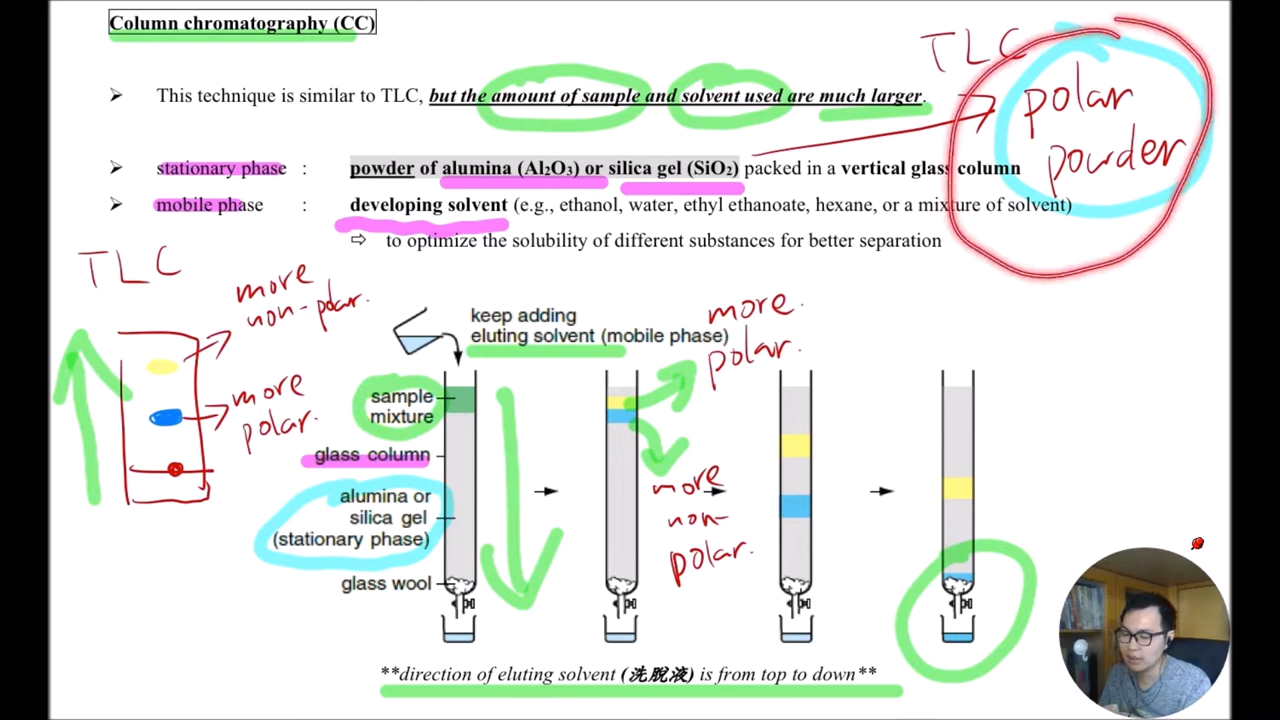 Column chromatography (CC)
TLC
➤ This technique is similar to TLC, but the amount of sample and solvent used are much larger.
polar
powder
➤ stationary phase : powder of alumina (Al₂O₃) or silica gel (SiO₂) packed in a vertical glass column
➤ mobile phase : developing solvent (e.g., ethanol, water, ethyl ethanoate, hexane, or a mixture of solvent)
⇨ to optimize the solubility of different substances for better separation
TLC
more
non-polar.
more
polar.
keep adding
eluting solvent (mobile phase)
more
polar.
sample
mixture
glass column
alumina or
silica gel
(stationary phase)
glass wool
more
non-
polar.
**direction of eluting solvent (洗脫液) is from top to down**